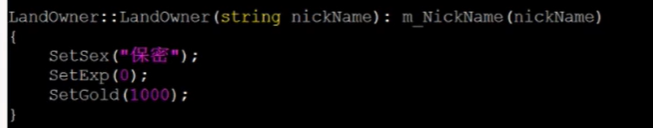 LandOwner::LandOwner(string nickName): m_NickName(nickName)
{
    SetSex("保密");
    SetExp(0);
    SetGold(1000);
}